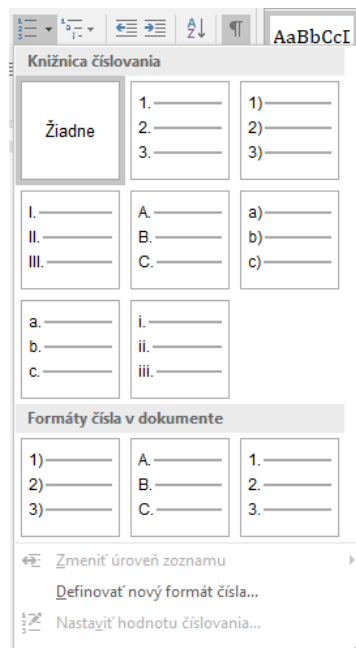 AaBbCcI
Knižnica číslovania
Žiadne
1.
2.
3.
1)
2)
3)
I.
II.
III.
A.
B.
C.
a)
b)
c)
a.
b.
c.
i.
ii.
iii.
Formáty čísla v dokumente
1)
2)
3)
A.
B.
C.
1.
2.
3.
Zmeniť úroveň zoznamu
Definovať nový formát čísla...
Nastaviť hodnotu číslovania...